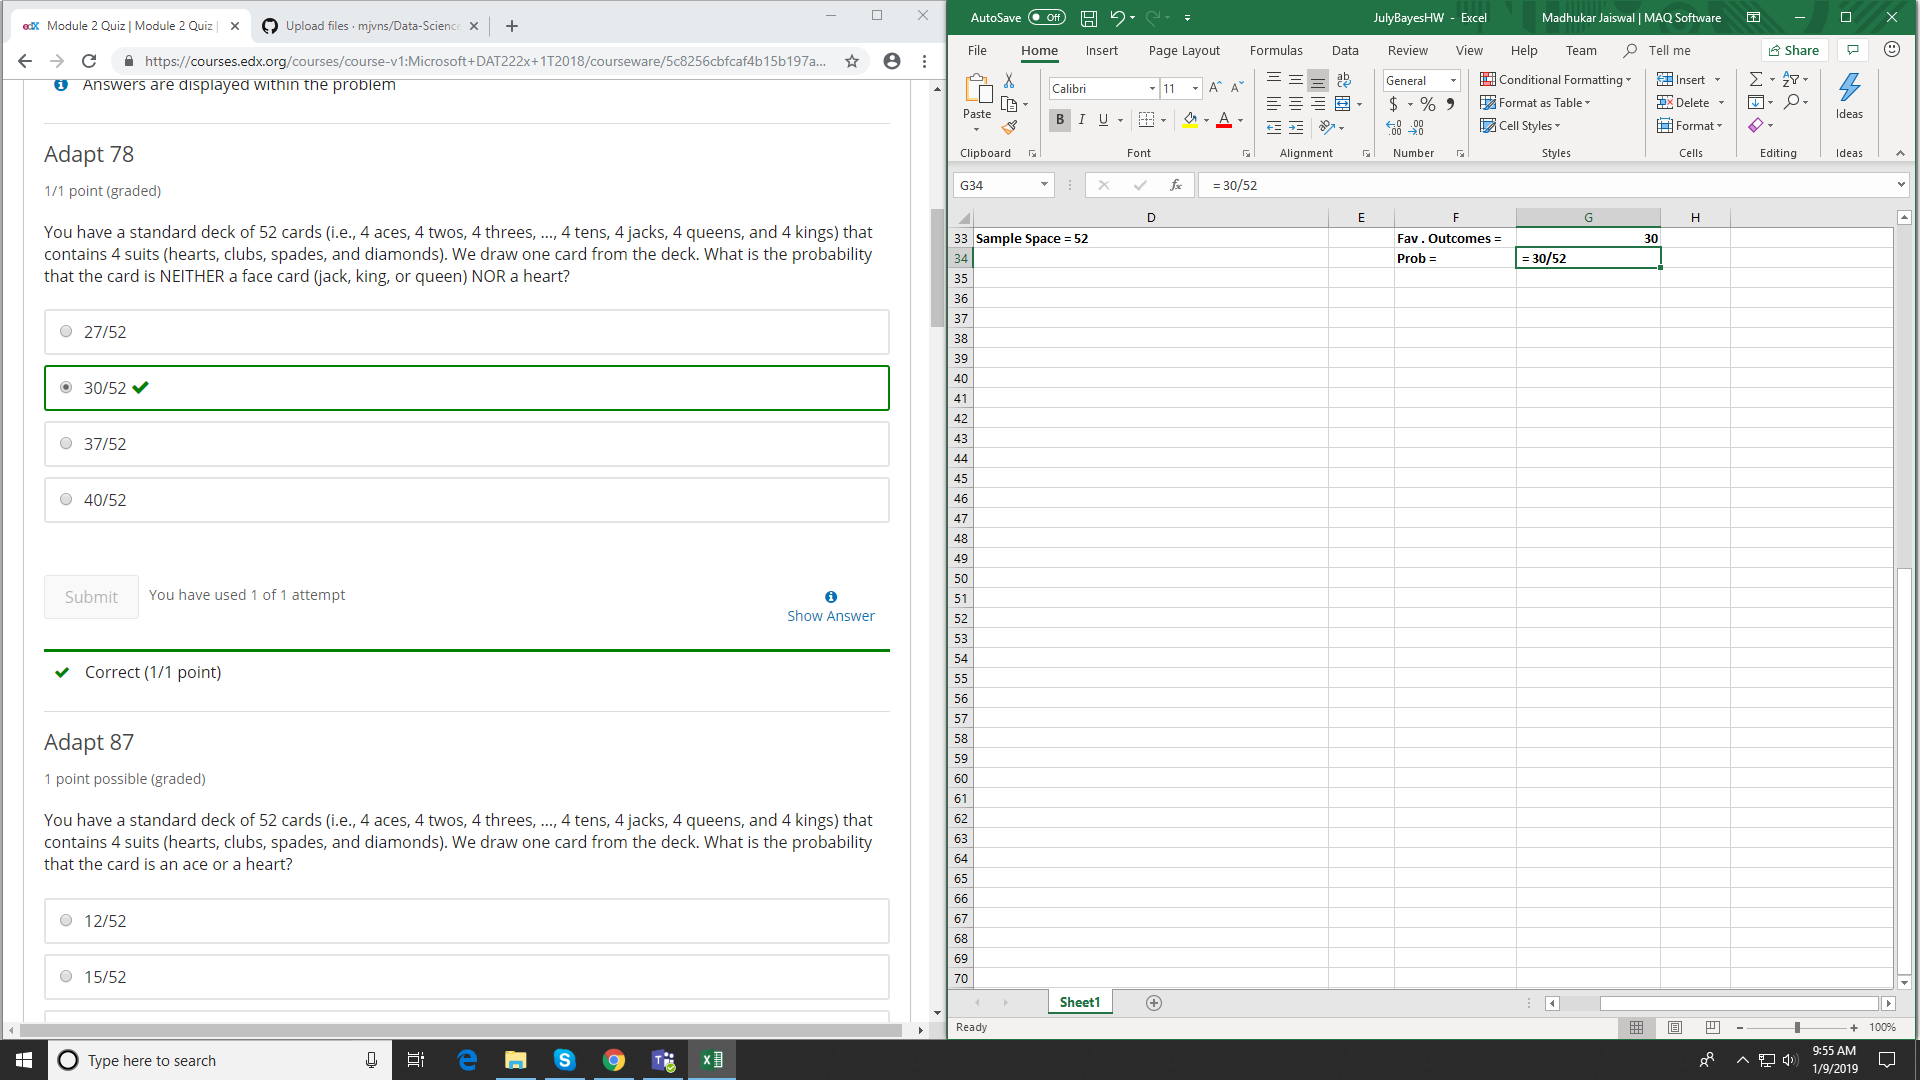 edX Module 2 Quiz | Module 2 Quiz |
Upload files · mjvns/Data-Science
https://courses.edx.org/courses/course-v1:Microsoft+DAT222x+1T2018/courseware/5c8256cbfcaf4b15b197a...
Answers are displayed within the problem
Adapt 78
1/1 point (graded)
You have a standard deck of 52 cards (i.e., 4 aces, 4 twos, 4 threes, ..., 4 tens, 4 jacks, 4 queens, and 4 kings) that
contains 4 suits (hearts, clubs, spades, and diamonds). We draw one card from the deck. What is the probability
that the card is NEITHER a face card (jack, king, or queen) NOR a heart?
27/52
30/52
37/52
40/52
Submit You have used 1 of 1 attempt
Show Answer
Correct (1/1 point)
Adapt 87
1 point possible (graded)
You have a standard deck of 52 cards (i.e., 4 aces, 4 twos, 4 threes, ..., 4 tens, 4 jacks, 4 queens, and 4 kings) that
contains 4 suits (hearts, clubs, spades, and diamonds). We draw one card from the deck. What is the probability
that the card is an ace or a heart?
12/52
15/52
AutoSave Off JulyBayesHW - Excel Madhukar Jaiswal | MAQ Software
File Home Insert Page Layout Formulas Data Review View Help Team Tell me Share
Paste
Calibri 11
B I U A
ab
General
$ % 9
Conditional Formatting
Format as Table
Cell Styles
Insert
Delete
Format
Ideas
Clipboard Font Alignment Number Styles Cells Editing Ideas
G34 fx = 30/52
D E F G H
33 Sample Space = 52 Fav . Outcomes = 30
34 Prob = = 30/52
35
36
37
38
39
40
41
42
43
44
45
46
47
48
49
50
51
52
53
54
55
56
57
58
59
60
61
62
63
64
65
66
67
68
69
70
Sheet1
Ready 100%
Type here to search
9:55 AM
1/9/2019